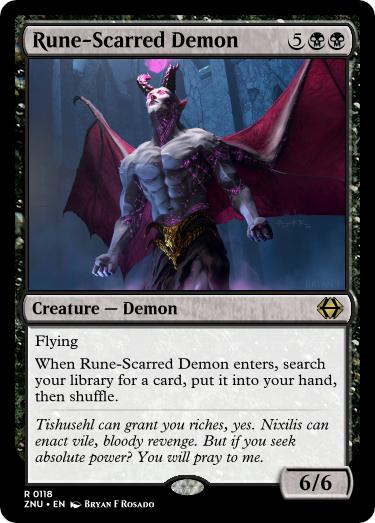 Rune-Scarred Demon 5
Creature — Demon
Flying
When Rune-Scarred Demon enters, search
your library for a card, put it into your hand,
then shuffle.
Tishusehl can grant you riches, yes. Nixilis can
enact vile, bloody revenge. But if you seek
absolute power? You will pray to me.
6/6
R 0118
ZNU • EN Bryan F Rosado